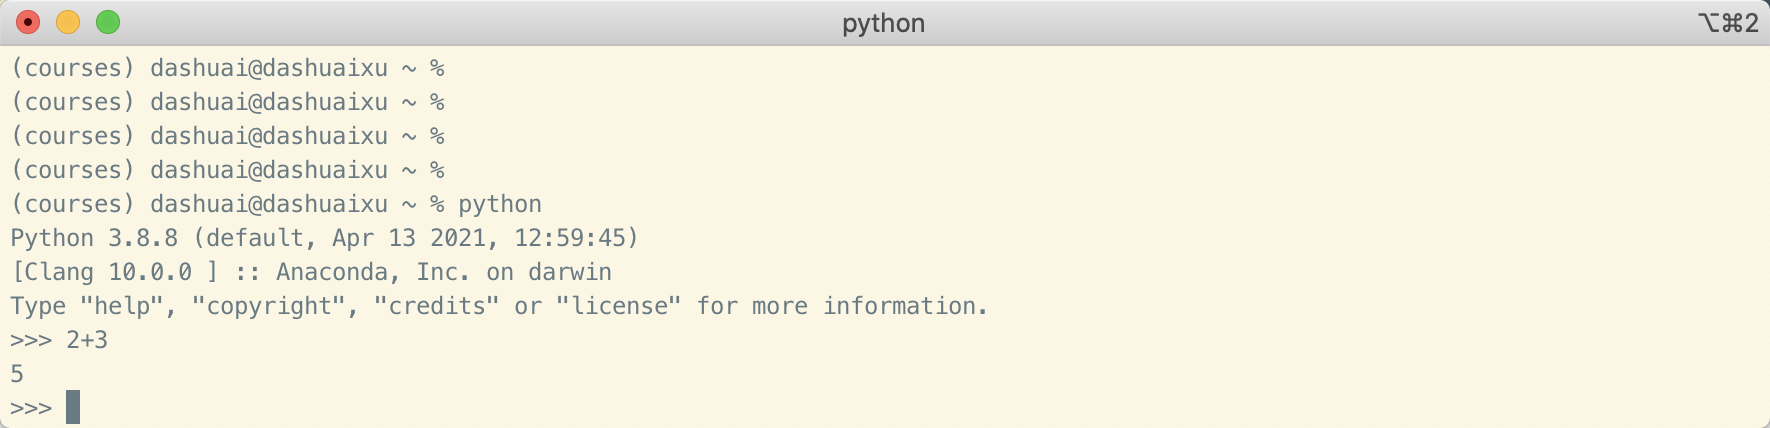 python
⌥⌘2
(courses) dashuai@dashuaixu ~ %
(courses) dashuai@dashuaixu ~ %
(courses) dashuai@dashuaixu ~ %
(courses) dashuai@dashuaixu ~ %
(courses) dashuai@dashuaixu ~ % python
Python 3.8.8 (default, Apr 13 2021, 12:59:45)
[Clang 10.0.0 ] :: Anaconda, Inc. on darwin
Type "help", "copyright", "credits" or "license" for more information.
>>> 2+3
5
>>>